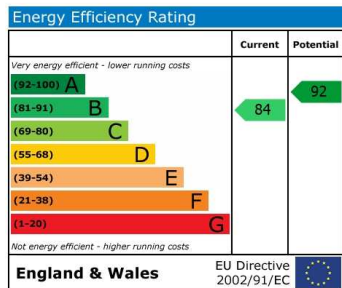 Energy Efficiency Rating
Current Potential
Very energy efficient - lower running costs
(92-100) A
92
(81-91) B
84
(69-80) C
(55-68) D
(39-54) E
(21-38) F
(1-20) G
Not energy efficient - higher running costs
England & Wales
EU Directive
2002/91/EC